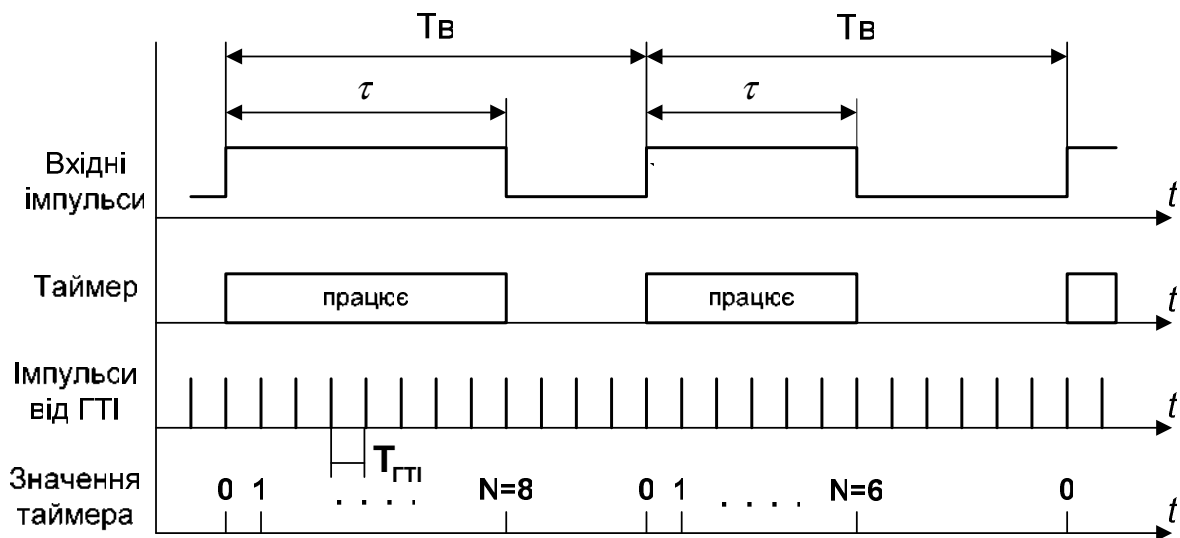 Тв Тв
τ τ
Вхідні
імпульси
t
Таймер
працює працює
t
Імпульси
від ГТІ
t
Т_ГТІ
Значення
таймера
0 1 . . . . N=8 0 1 . . . . N=6 0
t